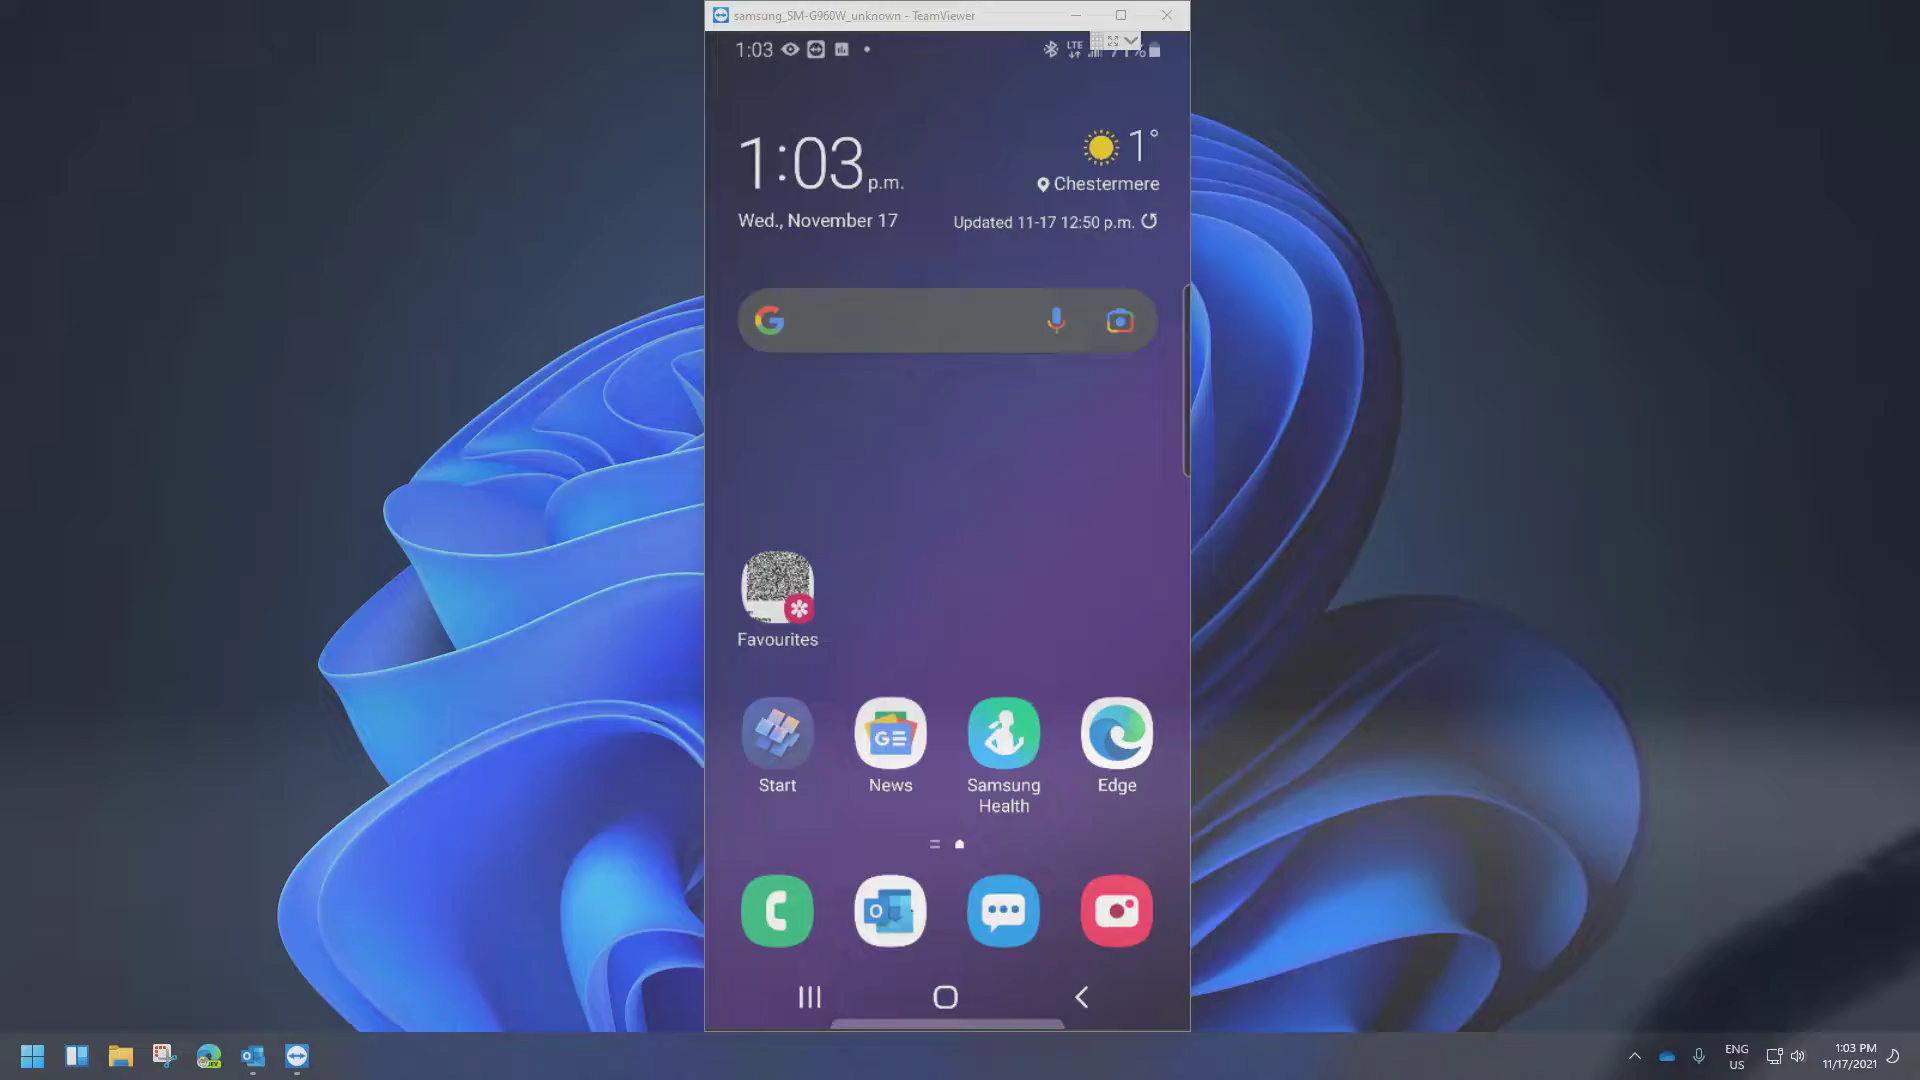 samsung_SM-G960W_unknown - TeamViewer
1:03
LTE
1:03 p.m.
1°
Chestermere
Wed., November 17
Updated 11-17 12:50 p.m.
Favourites
Start
News
Samsung
Health
Edge
ENG
US
1:03 PM
11/17/2021